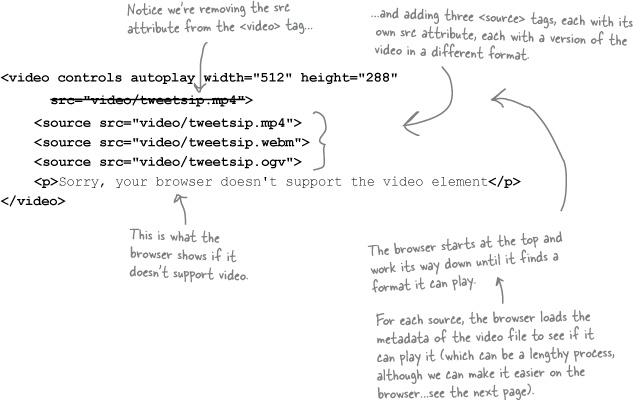 Notice we're removing the src
attribute from the <video> tag...
...and adding three <source> tags, each with its
own src attribute, each with a version of the
video in a different format.
<video controls autoplay width="512" height="288"
src="video/tweetsip.mp4">
<source src="video/tweetsip.mp4">
<source src="video/tweetsip.webm">
<source src="video/tweetsip.ogv">
<p>Sorry, your browser doesn't support the video element</p>
</video>
This is what the
browser shows if it
doesn't support video.
The browser starts at the top and
work its way down until it finds a
format it can play.
For each source, the browser loads the
metadata of the video file to see if it
can play it (which can be a lengthy process,
although we can make it easier on the
browser...see the next page).